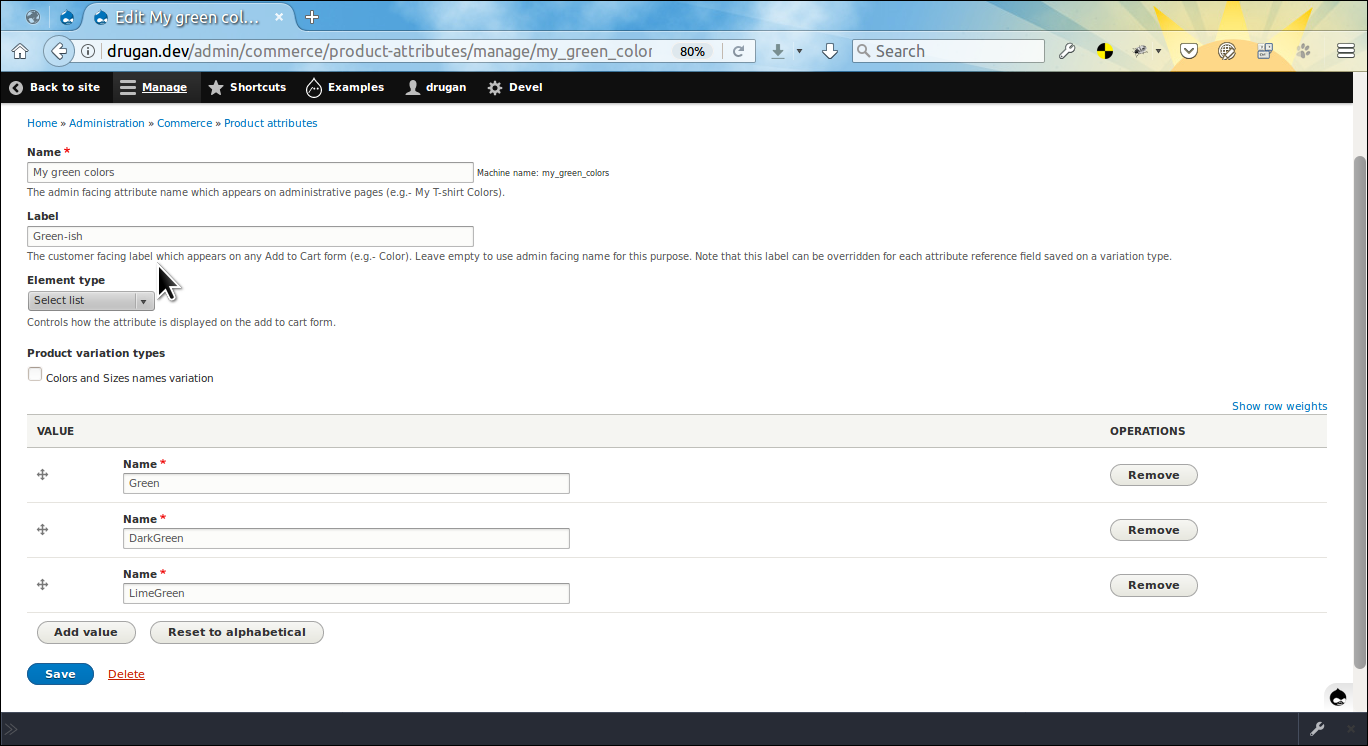 Edit My green col...
drugan.dev/admin/commerce/product-attributes/manage/my_green_color
80%
Search
Back to site
Manage
Shortcuts
Examples
drugan
Devel
Home » Administration » Commerce » Product attributes
Name *
My green colors
Machine name: my_green_colors
The admin facing attribute name which appears on administrative pages (e.g.- My T-shirt Colors).
Label
Green-ish
The customer facing label which appears on any Add to Cart form (e.g.- Color). Leave empty to use admin facing name for this purpose. Note that this label can be overridden for each attribute reference field saved on a variation type.
Element type
Select list
Controls how the attribute is displayed on the add to cart form.
Product variation types
Colors and Sizes names variation
Show row weights
VALUE
OPERATIONS
Name *
Green
Remove
Name *
DarkGreen
Remove
Name *
LimeGreen
Remove
Add value
Reset to alphabetical
Save
Delete